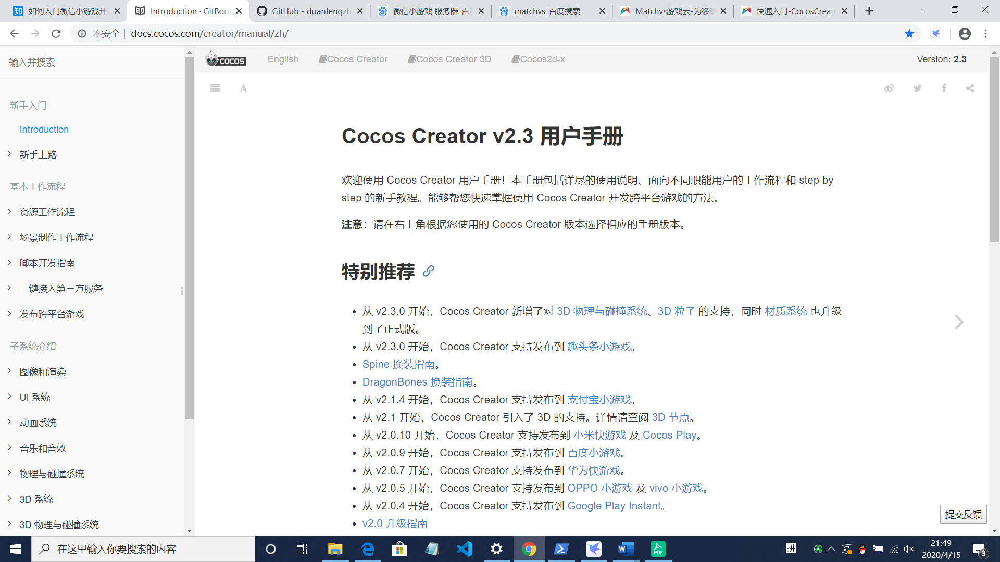 如何入门微信小游戏开
Introduction · GitBoo
GitHub - duanfengzh
微信小游戏 服务器_百
matchvs_百度搜索
Matchvs游戏云-为移
快速入门-CocosCreat
不安全 | docs.cocos.com/creator/manual/zh/
输入并搜索
新手入门
Introduction
新手上路
基本工作流程
资源工作流程
场景制作工作流程
脚本开发指南
一键接入第三方服务
发布跨平台游戏
子系统介绍
图像和渲染
UI 系统
动画系统
音乐和音效
物理与碰撞系统
3D 系统
3D 物理与碰撞系统
COCOS
English
Cocos Creator
Cocos Creator 3D
Cocos2d-x
Version: 2.3
A
Cocos Creator v2.3 用户手册
欢迎使用 Cocos Creator 用户手册！本手册包括详尽的使用说明、面向不同职能用户的工作流程和 step by
step 的新手教程。能够帮您快速掌握使用 Cocos Creator 开发跨平台游戏的方法。
注意：请在右上角根据您使用的 Cocos Creator 版本选择相应的手册版本。
特别推荐
从 v2.3.0 开始，Cocos Creator 新增了对 3D 物理与碰撞系统、3D 粒子 的支持，同时 材质系统 也升级
到了正式版。
从 v2.3.0 开始，Cocos Creator 支持发布到 趣头条小游戏。
Spine 换装指南。
DragonBones 换装指南。
从 v2.1.4 开始，Cocos Creator 支持发布到 支付宝小游戏。
从 v2.1 开始，Cocos Creator 引入了 3D 的支持。详情请查阅 3D 节点。
从 v2.0.10 开始，Cocos Creator 支持发布到 小米快游戏 及 Cocos Play。
从 v2.0.9 开始，Cocos Creator 支持发布到 百度小游戏。
从 v2.0.7 开始，Cocos Creator 支持发布到 华为快游戏。
从 v2.0.5 开始，Cocos Creator 支持发布到 OPPO 小游戏 及 vivo 小游戏。
从 v2.0.4 开始，Cocos Creator 支持发布到 Google Play Instant。
v2.0 升级指南
提交反馈
在这里输入你要搜索的内容
拼
21:49
2020/4/15
3